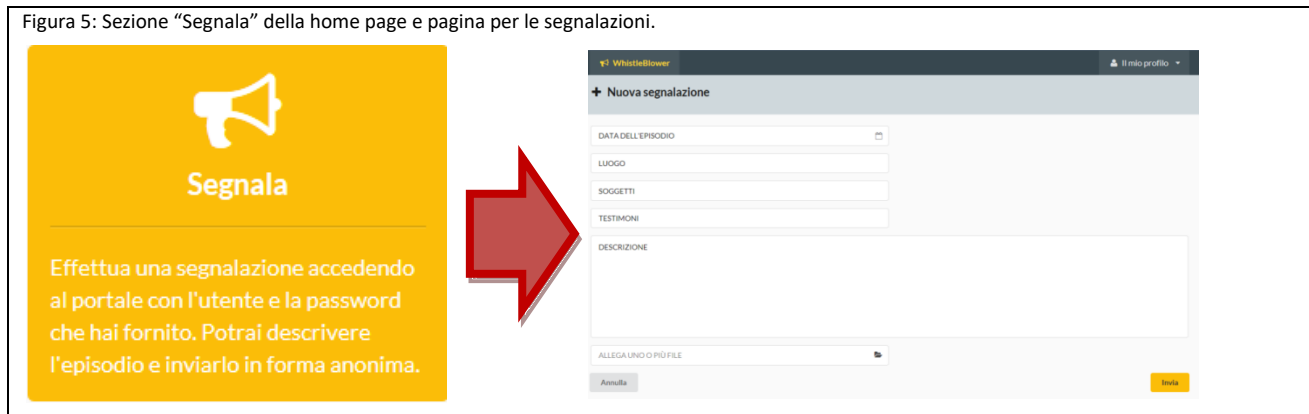 Figura 5: Sezione “Segnala” della home page e pagina per le segnalazioni.
Segnala
Effettua una segnalazione accedendo
al portale con l'utente e la password
che hai fornito. Potrai descrivere
l'episodio e inviarlo in forma anonima.
WhistleBlower
Il mio profilo
+ Nuova segnalazione
DATA DELL'EPISODIO
LUOGO
SOGGETTI
TESTIMONI
DESCRIZIONE
ALLEGA UNO O PIÙ FILE
Annulla
Invia